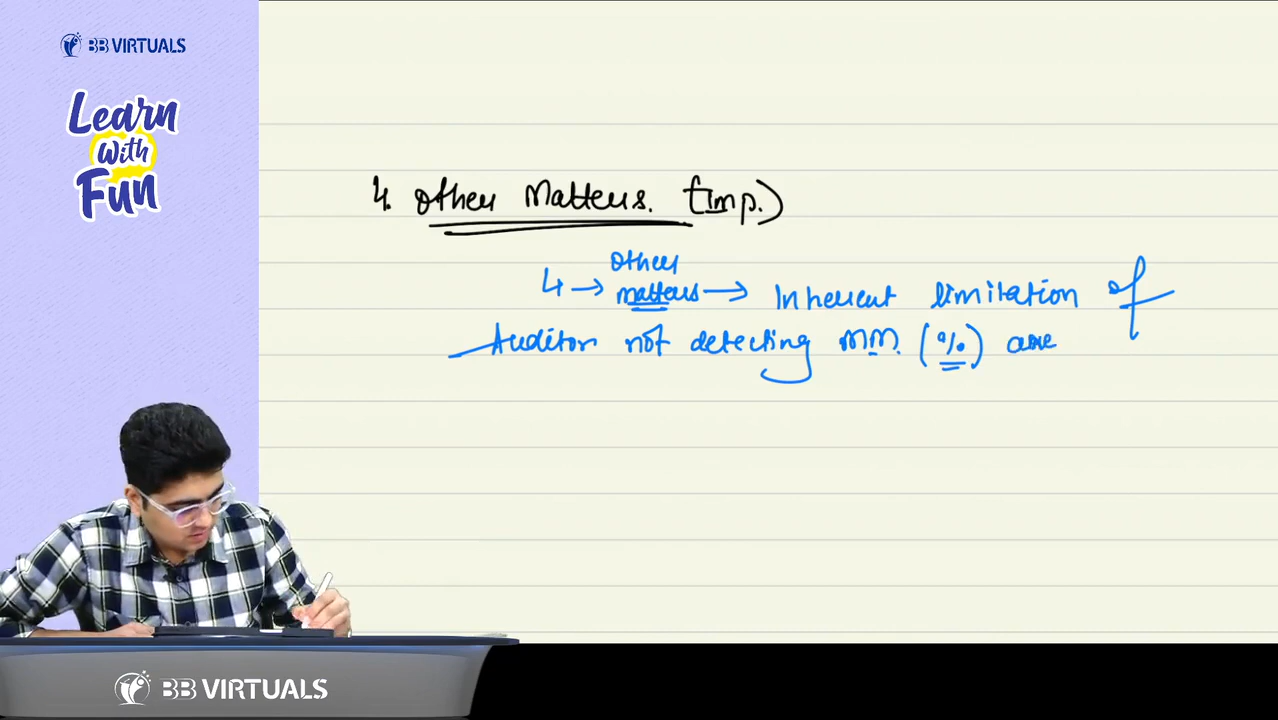 BB VIRTUALS
Learn
With
Fun
4. Other Matters. (Imp.)
4 → Other matters → Inherent limitation of
Auditor not detecting MM. (%) are
BB VIRTUALS